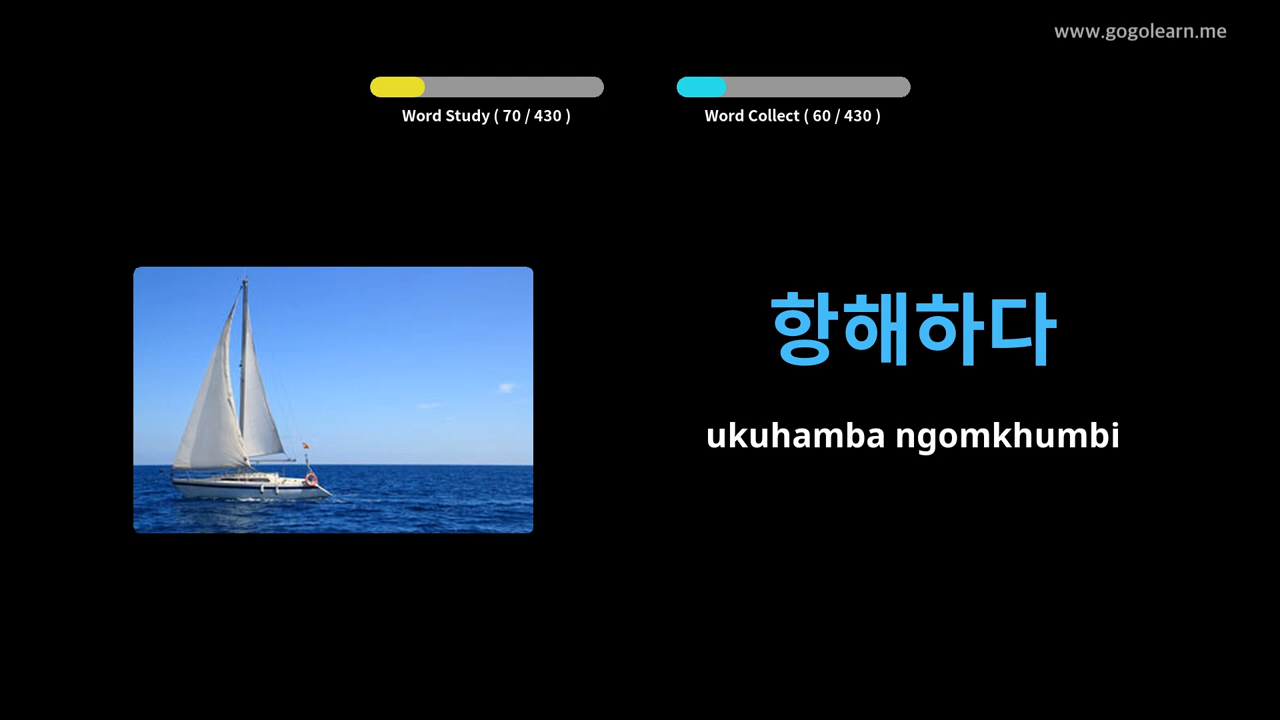 www.gogolearn.me
Word Study ( 70 / 430 )
Word Collect ( 60 / 430 )
항해하다
ukuhamba ngomkhumbi